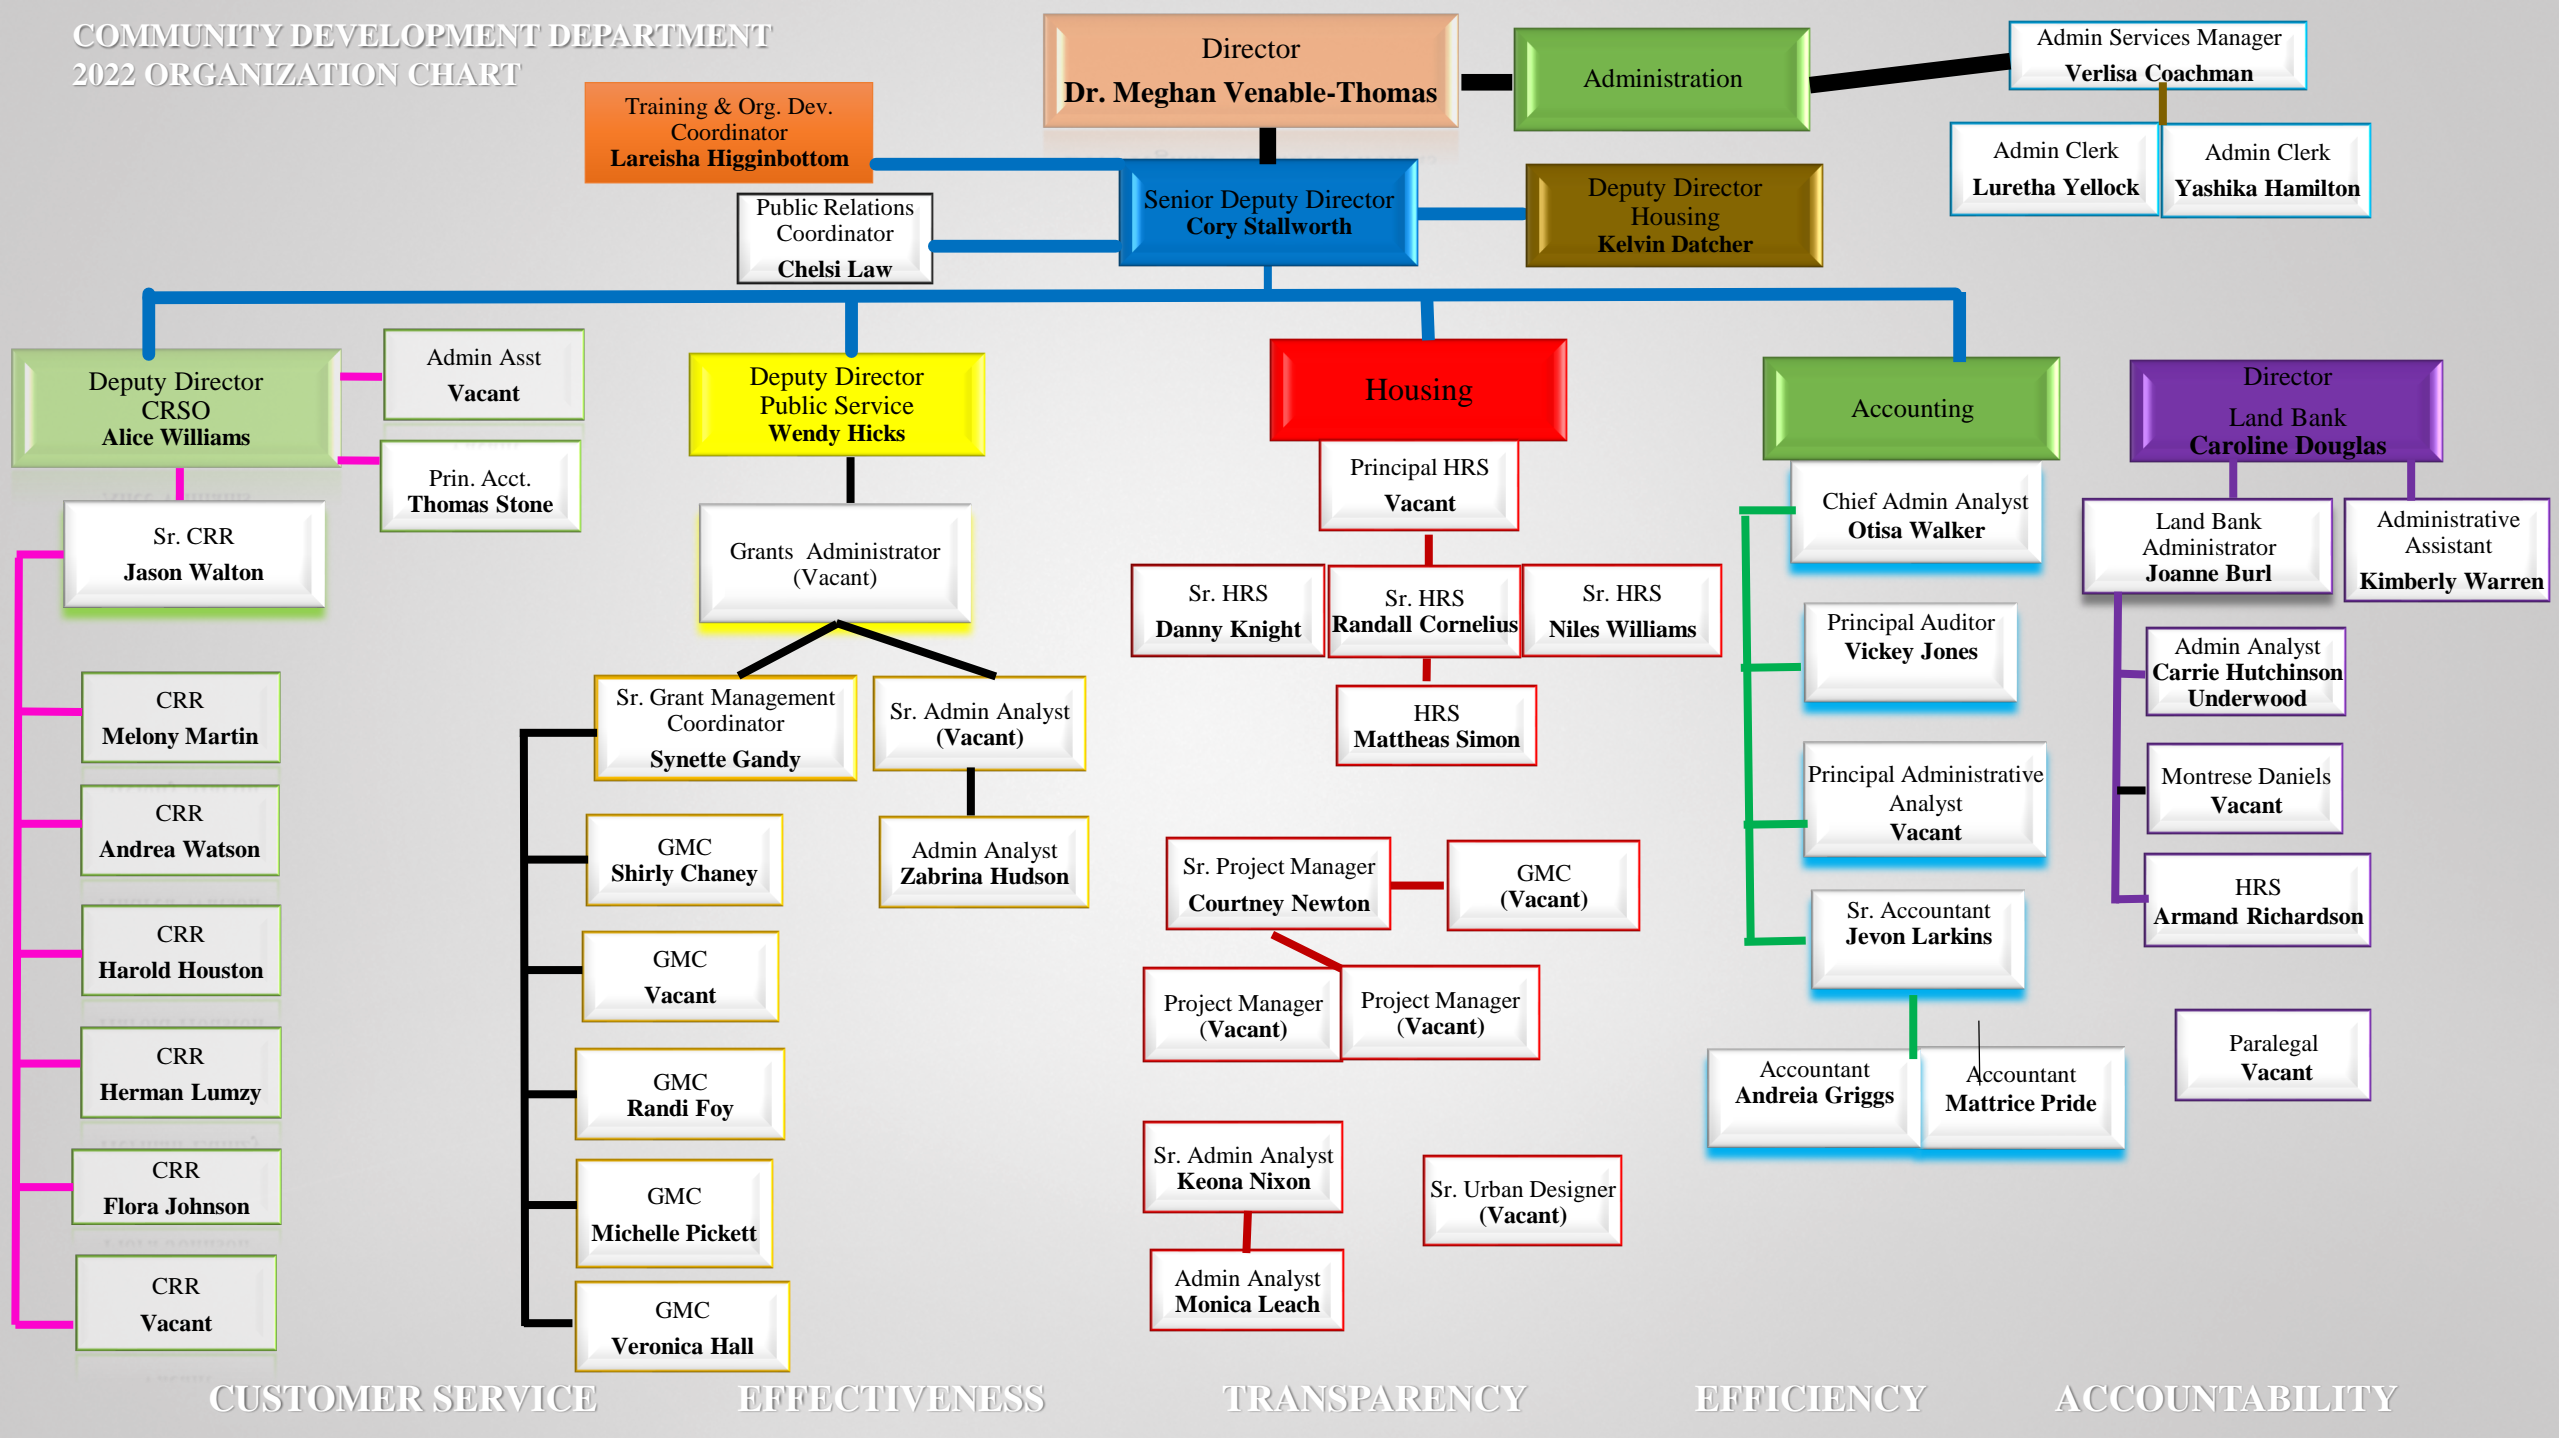 COMMUNITY DEVELOPMENT DEPARTMENT
2022 ORGANIZATION CHART
Director
Dr. Meghan Venable-Thomas
Administration
Admin Services Manager
Verlisa Coachman
Admin Clerk
Luretha Yellock
Admin Clerk
Yashika Hamilton
Training & Org. Dev.
Coordinator
Lareisha Higginbottom
Public Relations
Coordinator
Chelsi Law
Senior Deputy Director
Cory Stallworth
Deputy Director
Housing
Kelvin Datcher
Deputy Director
CRSO
Alice Williams
Admin Asst
Vacant
Prin. Acct.
Thomas Stone
Sr. CRR
Jason Walton
CRR
Melony Martin
CRR
Andrea Watson
CRR
Harold Houston
CRR
Herman Lumzy
CRR
Flora Johnson
CRR
Vacant
Deputy Director
Public Service
Wendy Hicks
Grants Administrator
(Vacant)
Sr. Grant Management
Coordinator
Synette Gandy
Sr. Admin Analyst
(Vacant)
GMC
Shirly Chaney
Admin Analyst
Zabrina Hudson
GMC
Vacant
GMC
Randi Foy
GMC
Michelle Pickett
GMC
Veronica Hall
Housing
Principal HRS
Vacant
Sr. HRS
Danny Knight
Sr. HRS
Randall Cornelius
Sr. HRS
Niles Williams
HRS
Mattheas Simon
Sr. Project Manager
Courtney Newton
GMC
(Vacant)
Project Manager
(Vacant)
Project Manager
(Vacant)
Sr. Admin Analyst
Keona Nixon
Sr. Urban Designer
(Vacant)
Admin Analyst
Monica Leach
Accounting
Chief Admin Analyst
Otisa Walker
Principal Auditor
Vickey Jones
Principal Administrative
Analyst
Vacant
Sr. Accountant
Jevon Larkins
Accountant
Andreia Griggs
Accountant
Mattrice Pride
Director
Land Bank
Caroline Douglas
Land Bank
Administrator
Joanne Burl
Administrative
Assistant
Kimberly Warren
Admin Analyst
Carrie Hutchinson
Underwood
Montrese Daniels
Vacant
HRS
Armand Richardson
Paralegal
Vacant
CUSTOMER SERVICE
EFFECTIVENESS
TRANSPARENCY
EFFICIENCY
ACCOUNTABILITY